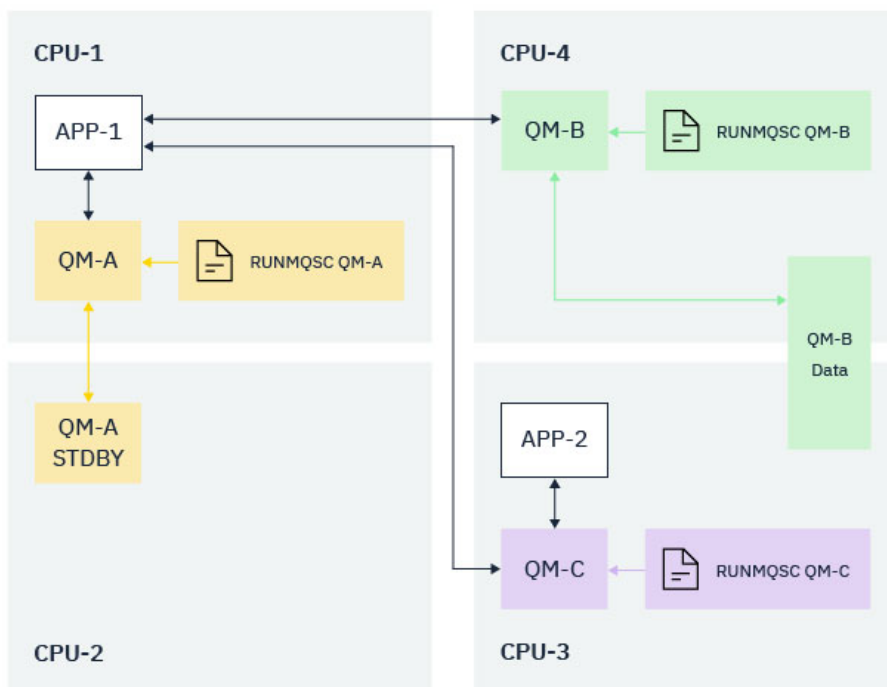 CPU-1
APP-1
QM-A
RUNMQSC QM-A
CPU-4
QM-B
RUNMQSC QM-B
QM-B
Data
QM-A
STDBY
CPU-2
APP-2
QM-C
RUNMQSC QM-C
CPU-3